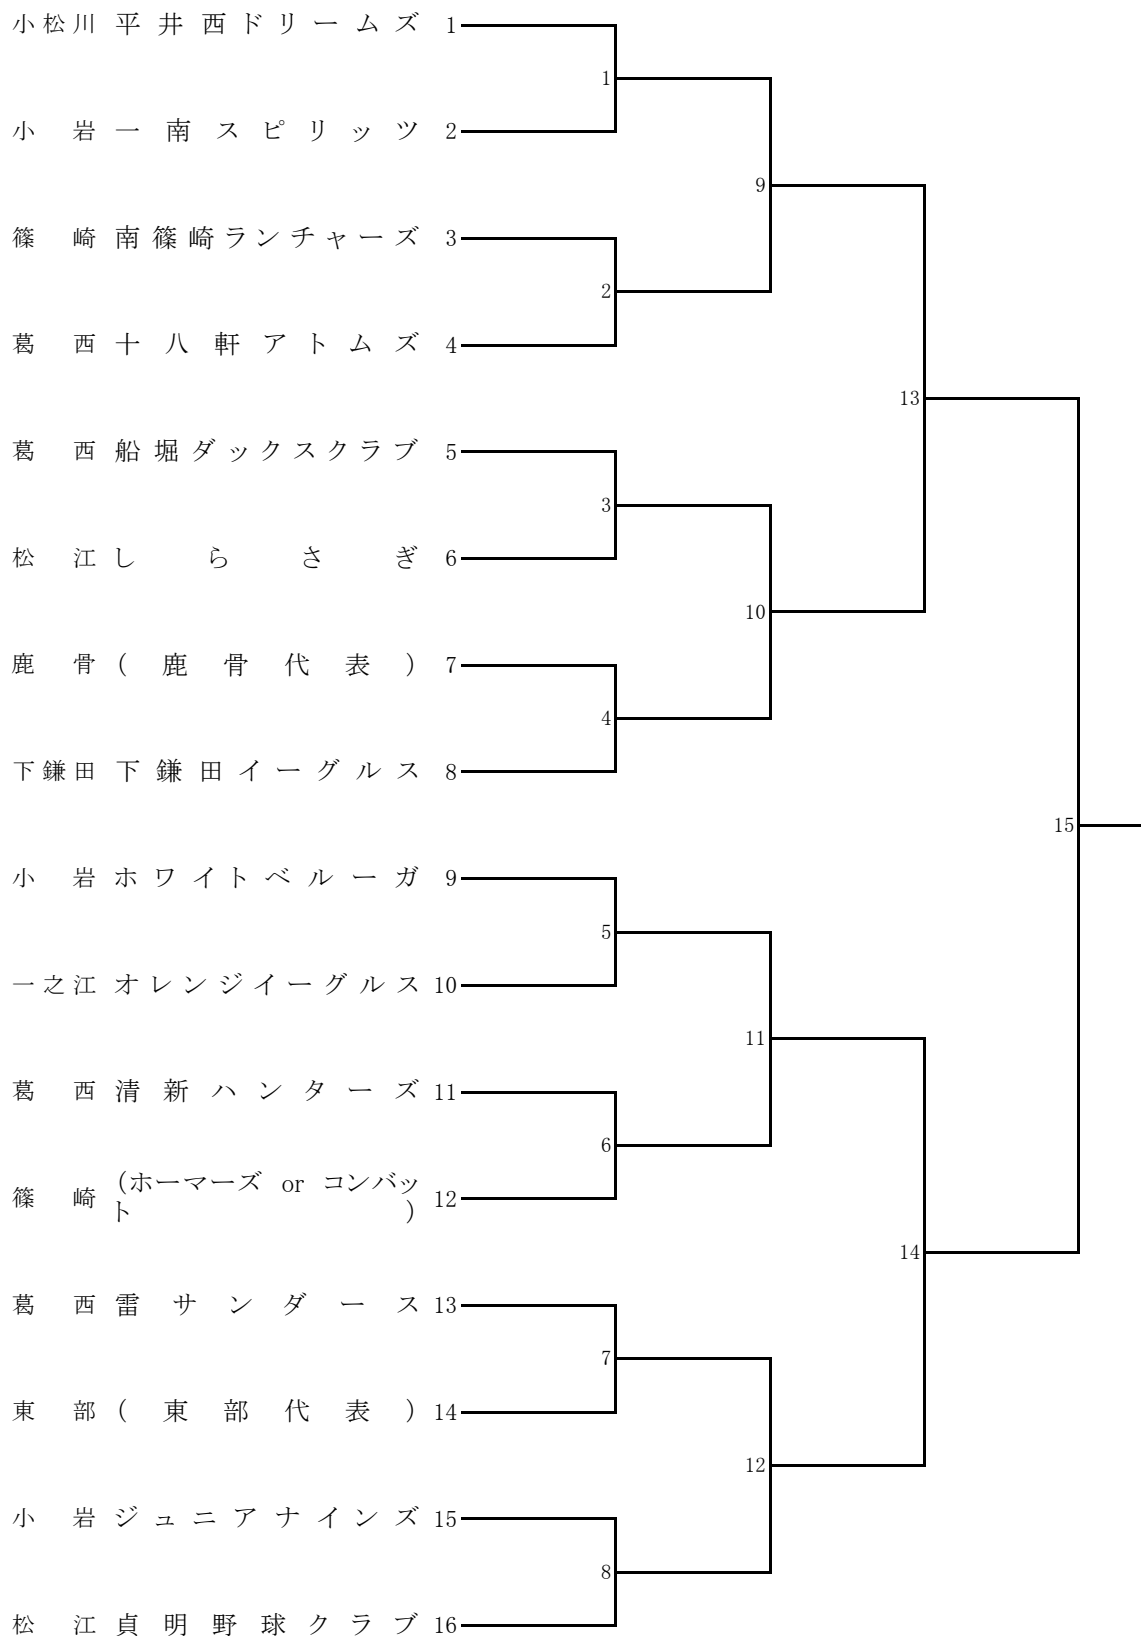 小松川 平井西ドリームズ 1
1
小岩 一南スピリッツ 2
9
篠崎 南篠崎ランチャーズ 3
2
葛西 十八軒アトムズ 4
13
葛西 船堀ダックスクラブ 5
3
松江 しらさぎ 6
10
鹿骨 (鹿骨代表) 7
4
下鎌田 下鎌田イーグルス 8
15
小岩 ホワイトベルーガ 9
5
一之江 オレンジイーグルス 10
11
葛西 清新ハンターズ 11
6
篠崎 (ホーマーズ or コンバッ
ト) 12
14
葛西 雷サンダース 13
7
東部 (東部代表) 14
12
小岩 ジュニアナインズ 15
8
松江 貞明野球クラブ 16